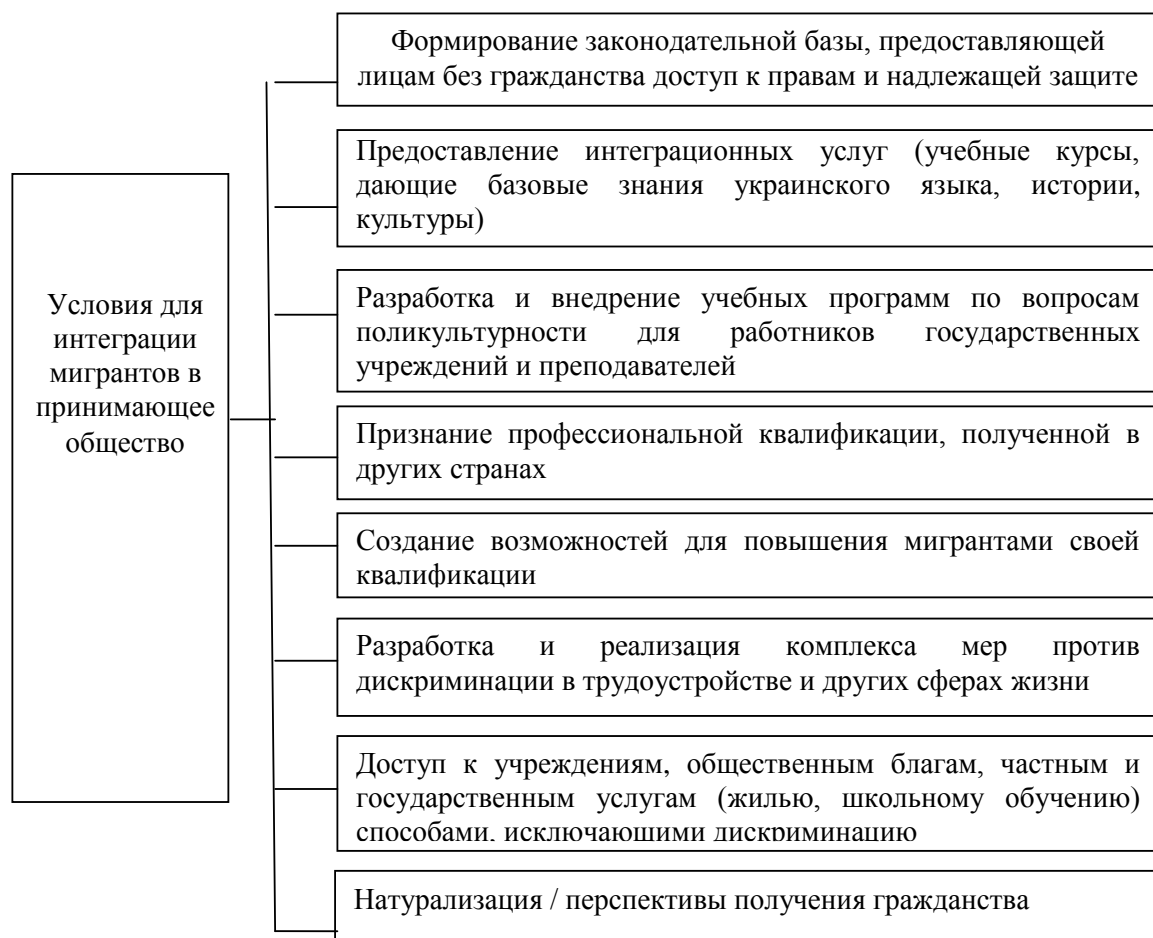 Условия для
интеграции
мигрантов в
принимающее
общество
Формирование законодательной базы, предоставляющей
лицам без гражданства доступ к правам и надлежащей защите
Предоставление интеграционных услуг (учебные курсы,
дающие базовые знания украинского языка, истории,
культуры)
Разработка и внедрение учебных программ по вопросам
поликультурности для работников государственных
учреждений и преподавателей
Признание профессиональной квалификации, полученной в
других странах
Создание возможностей для повышения мигрантами своей
квалификации
Разработка и реализация комплекса мер против
дискриминации в трудоустройстве и других сферах жизни
Доступ к учреждениям, общественным благам, частным и
государственным услугам (жилью, школьному обучению)
способами, исключающими дискриминацию
Натурализация / перспективы получения гражданства